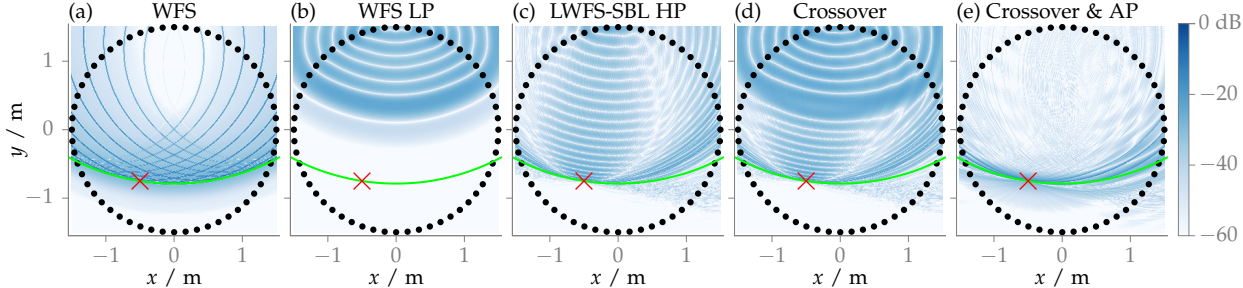 (a) WFS
(b) WFS LP
(c) LWFS-SBL HP
(d) Crossover
(e) Crossover & AP
0 dB
−20
−40
−60
y / m
1
0
−1
−1 0 1
−1 0 1
−1 0 1
−1 0 1
−1 0 1
x / m
x / m
x / m
x / m
x / m